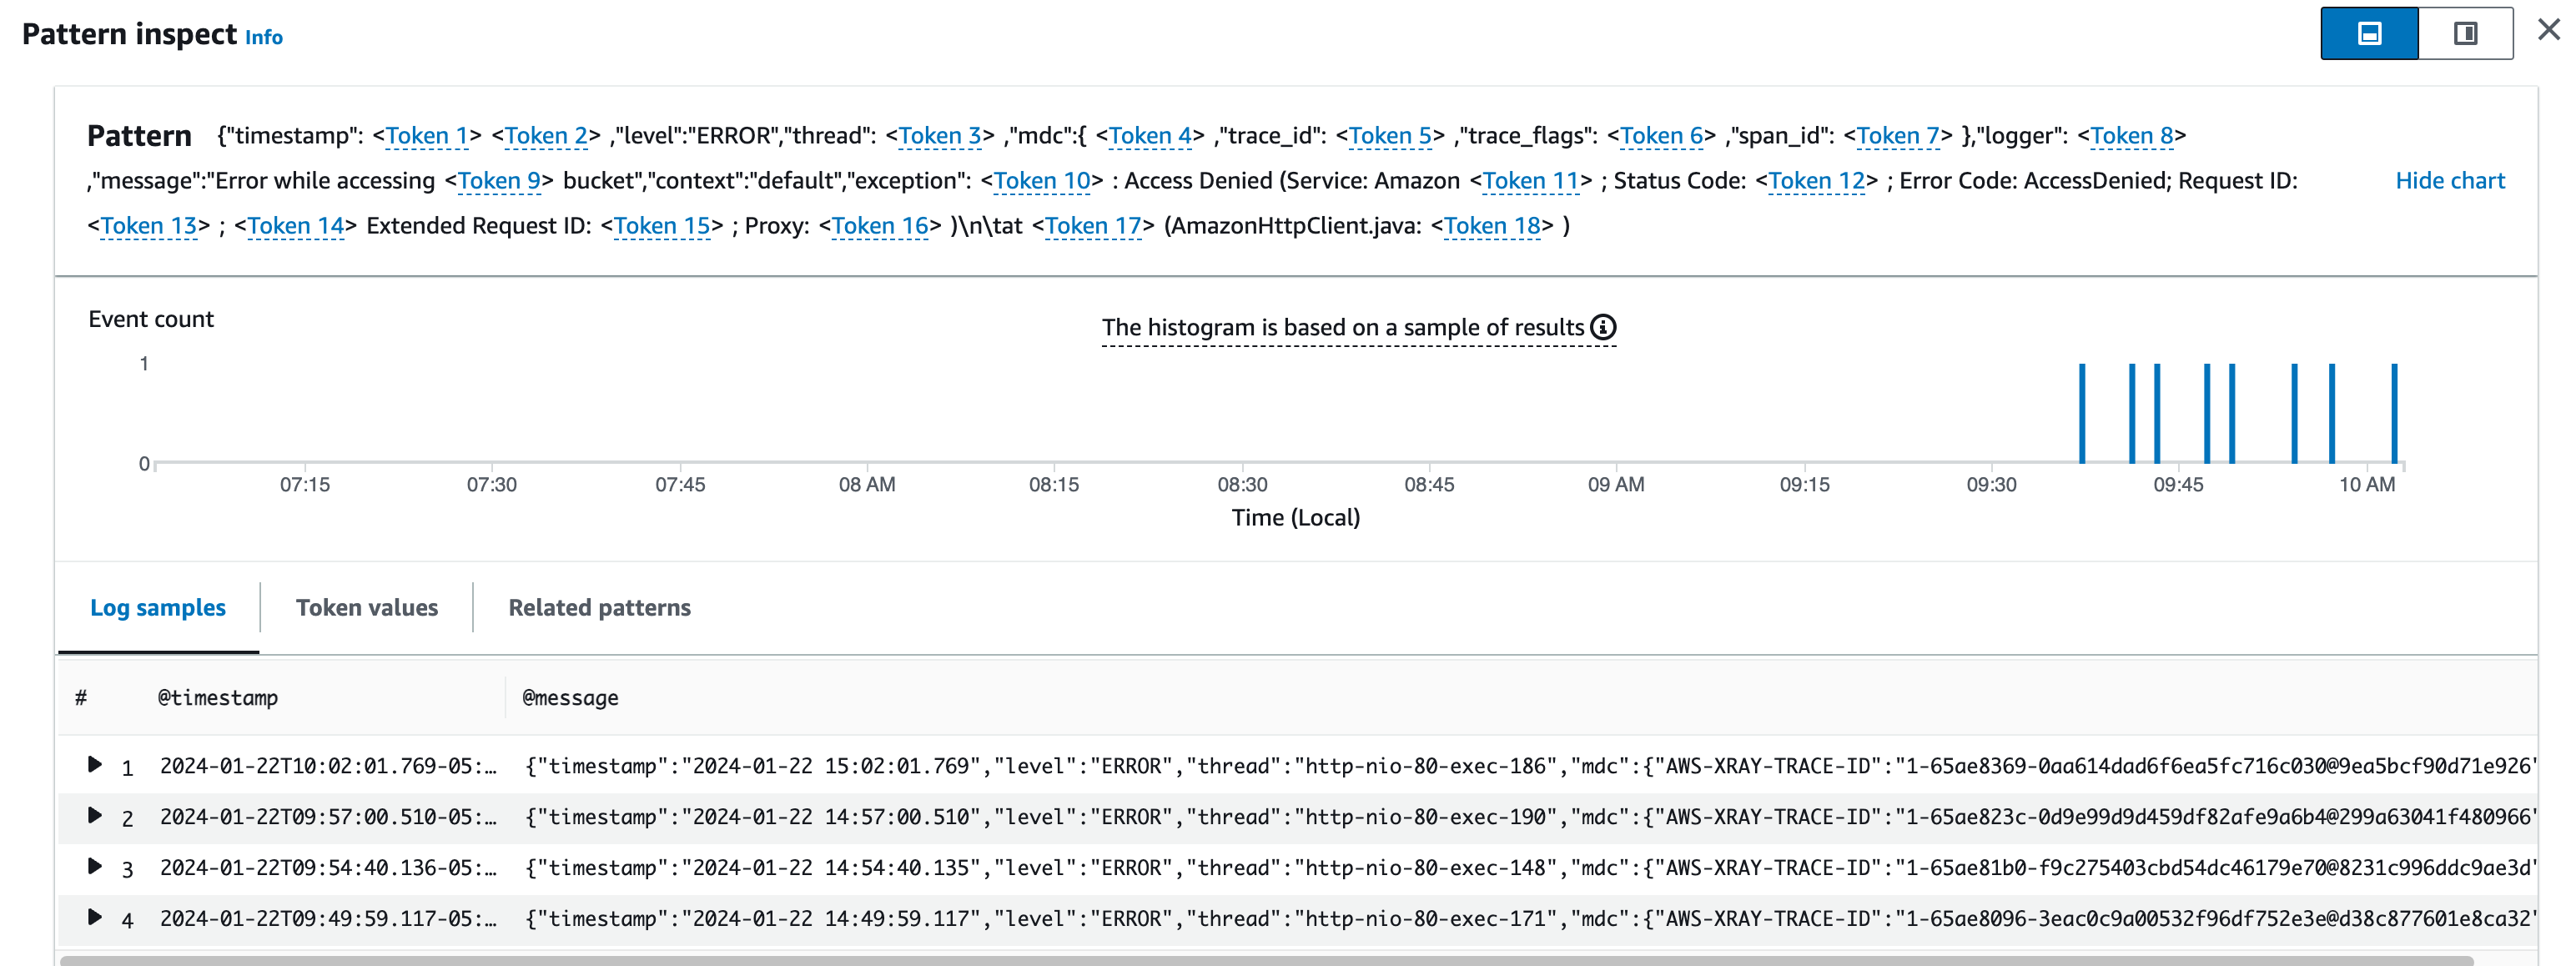 Pattern inspect Info
Pattern {"timestamp": <Token 1> <Token 2> ,"level":"ERROR","thread": <Token 3> ,"mdc":{ <Token 4> ,"trace_id": <Token 5> ,"trace_flags": <Token 6> ,"span_id": <Token 7> },"logger": <Token 8>
,"message":"Error while accessing <Token 9> bucket","context":"default","exception": <Token 10> : Access Denied (Service: Amazon <Token 11> ; Status Code: <Token 12> ; Error Code: AccessDenied; Request ID:
Hide chart
<Token 13> ; <Token 14> Extended Request ID: <Token 15> ; Proxy: <Token 16> )\n\tat <Token 17> (AmazonHttpClient.java: <Token 18> )
Event count
The histogram is based on a sample of results
1
0
07:15 07:30 07:45 08 AM 08:15 08:30 08:45 09 AM 09:15 09:30 09:45 10 AM
Time (Local)
Log samples Token values Related patterns
# @timestamp @message
1 2024-01-22T10:02:01.769-05:… {"timestamp":"2024-01-22 15:02:01.769","level":"ERROR","thread":"http-nio-80-exec-186","mdc":{"AWS-XRAY-TRACE-ID":"1-65ae8369-0aa614dad6f6ea5fc716c030@9ea5bcf90d71e926"
2 2024-01-22T09:57:00.510-05:… {"timestamp":"2024-01-22 14:57:00.510","level":"ERROR","thread":"http-nio-80-exec-190","mdc":{"AWS-XRAY-TRACE-ID":"1-65ae823c-0d9e99d9d459df82afe9a6b4@299a63041f480966"
3 2024-01-22T09:54:40.136-05:… {"timestamp":"2024-01-22 14:54:40.135","level":"ERROR","thread":"http-nio-80-exec-148","mdc":{"AWS-XRAY-TRACE-ID":"1-65ae81b0-f9c275403cbd54dc46179e70@8231c996ddc9ae3d"
4 2024-01-22T09:49:59.117-05:… {"timestamp":"2024-01-22 14:49:59.117","level":"ERROR","thread":"http-nio-80-exec-171","mdc":{"AWS-XRAY-TRACE-ID":"1-65ae8096-3eac0c9a00532f96df752e3e@d38c877601e8ca32"